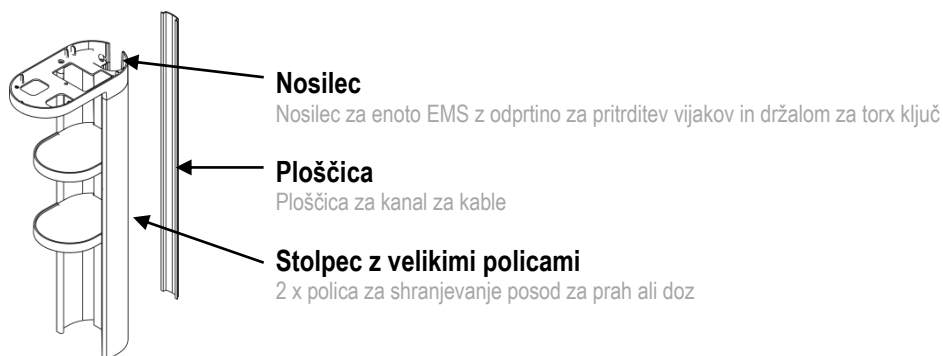 Nosilec
Nosilec za enoto EMS z odprtino za pritrditev vijakov in držalom za torx ključ
Ploščica
Ploščica za kanal za kable
Stolpec z velikimi policami
2 x polica za shranjevanje posod za prah ali doz